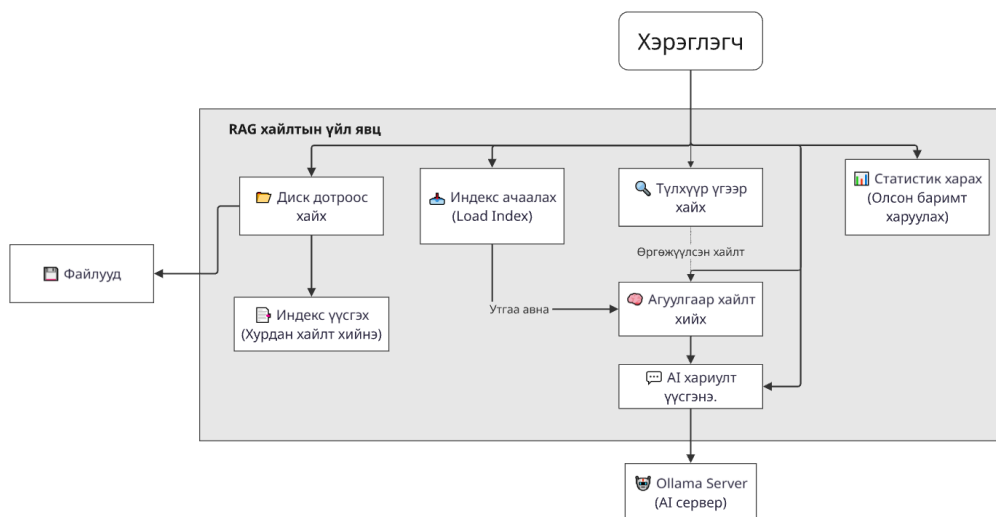 Хэрэглэгч
RAG хайлтын үйл явц
📂 Диск дотроос
хайх
📥 Индекс ачаалах
(Load Index)
🔍 Түлхүүр үгээр
хайх
📊 Статистик харах
(Олсон баримт
харуулах)
Өргөжүүлсэн хайлт
💾 Файлууд
📑 Индекс үүсгэх
(Хурдан хайлт хийнэ)
Утгаа авна
🧠 Агуулгаар хайлт
хийх
💬 AI хариулт
үүсгэнэ.
Ollama Server
(AI сервер)